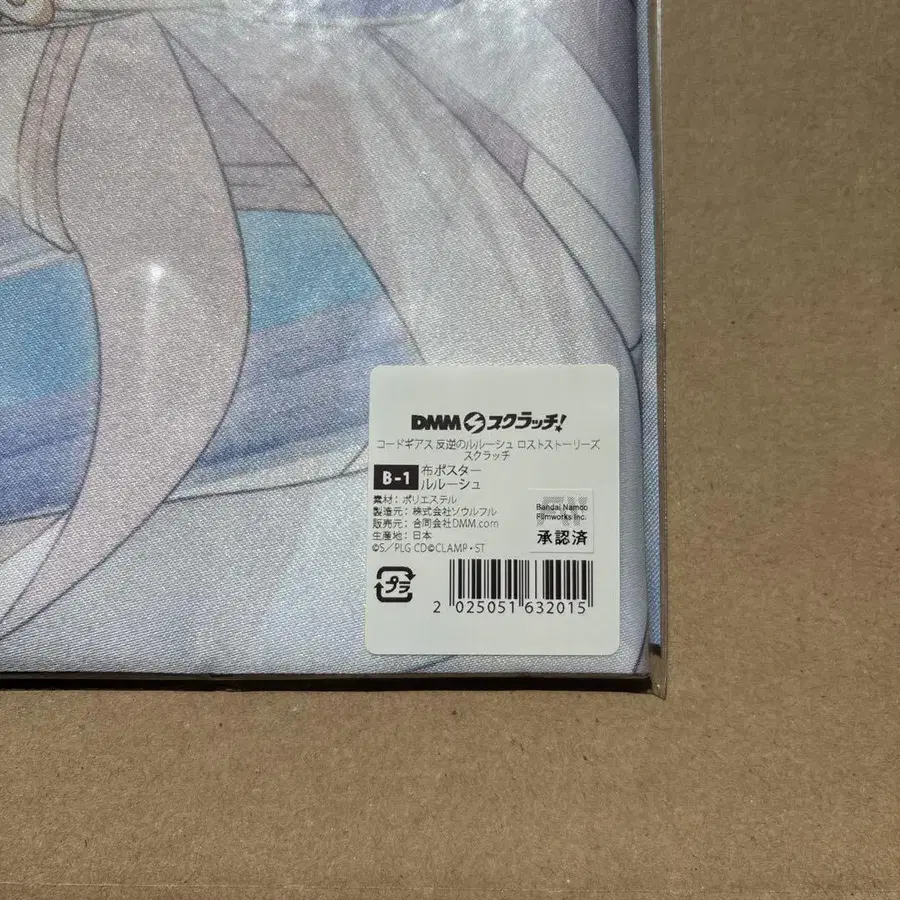 DMM スクラッチ!
コードギアス 反逆のルルーシュ ロストストーリーズ
スクラッチ
B-1 布ポスター
ルルーシュ
素材：ポリエステル
製造元：株式会社ソウルフル
販売元：合同会社DMM.com
生産地：日本
©S／PLG CD©CLAMP・ST
Bandai Namco
Filmworks Inc.
承認済
プラ
2 025051 632015